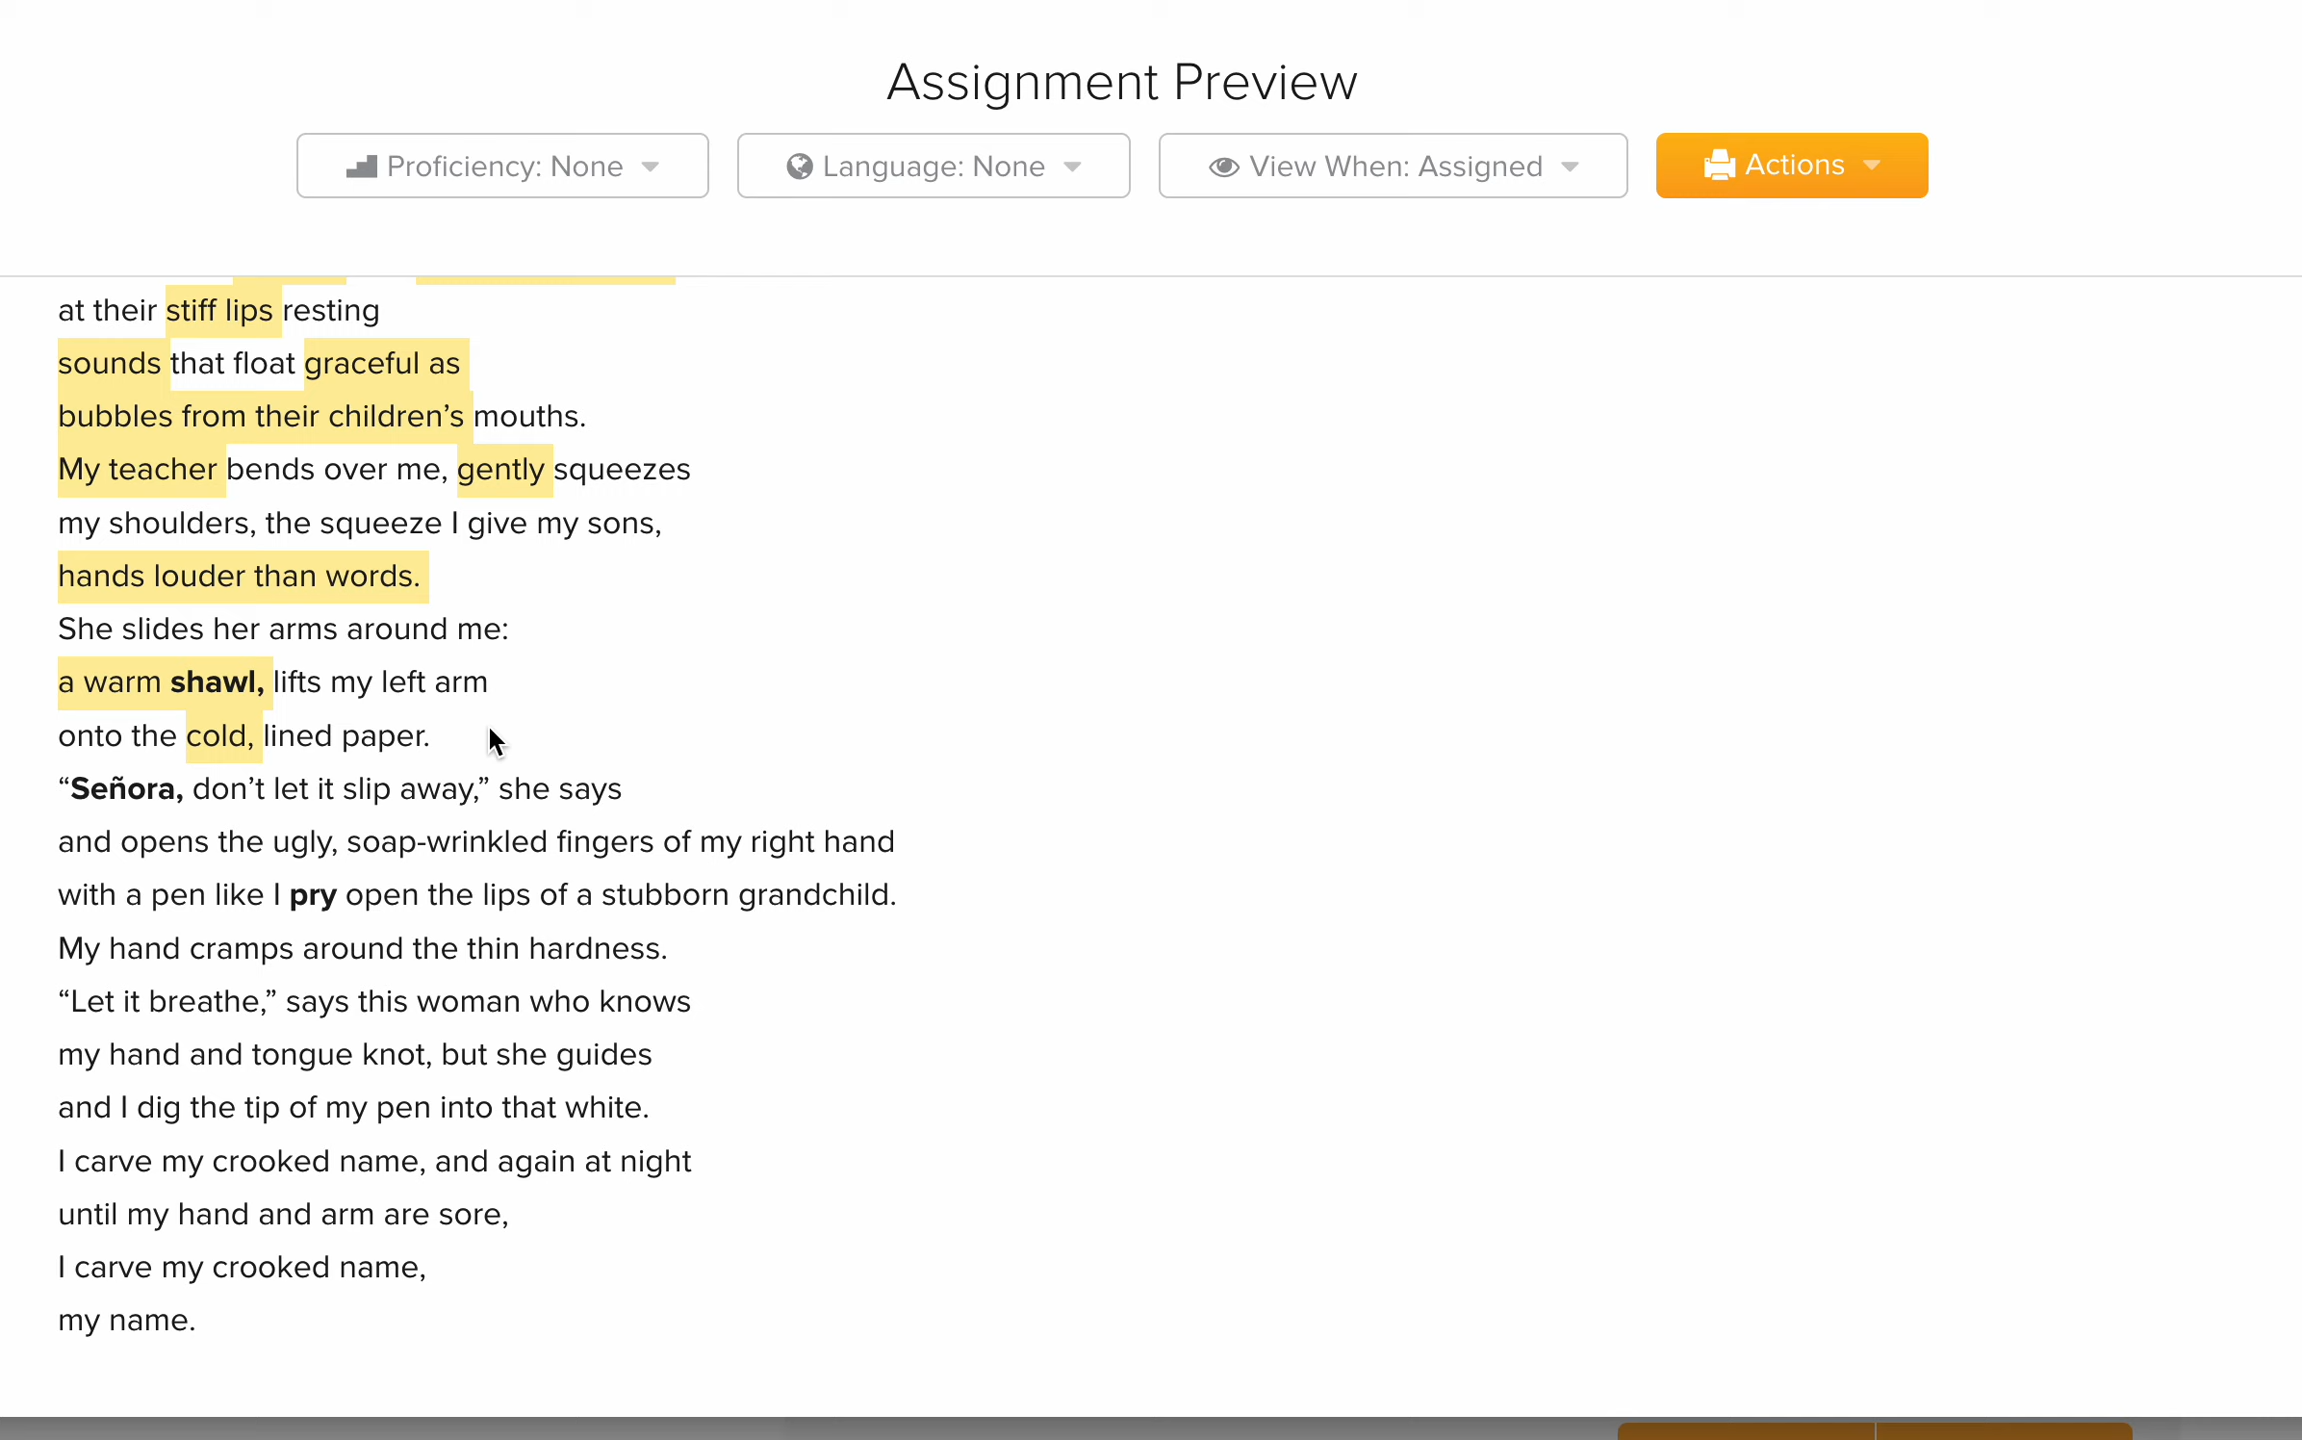 Assignment Preview
Proficiency: None
Language: None
View When: Assigned
Actions
at their stiff lips resting
sounds that float graceful as
bubbles from their children’s mouths.
My teacher bends over me, gently squeezes
my shoulders, the squeeze I give my sons,
hands louder than words.
She slides her arms around me:
a warm shawl, lifts my left arm
onto the cold, lined paper.
“Señora, don’t let it slip away,” she says
and opens the ugly, soap-wrinkled fingers of my right hand
with a pen like I pry open the lips of a stubborn grandchild.
My hand cramps around the thin hardness.
“Let it breathe,” says this woman who knows
my hand and tongue knot, but she guides
and I dig the tip of my pen into that white.
I carve my crooked name, and again at night
until my hand and arm are sore,
I carve my crooked name,
my name.